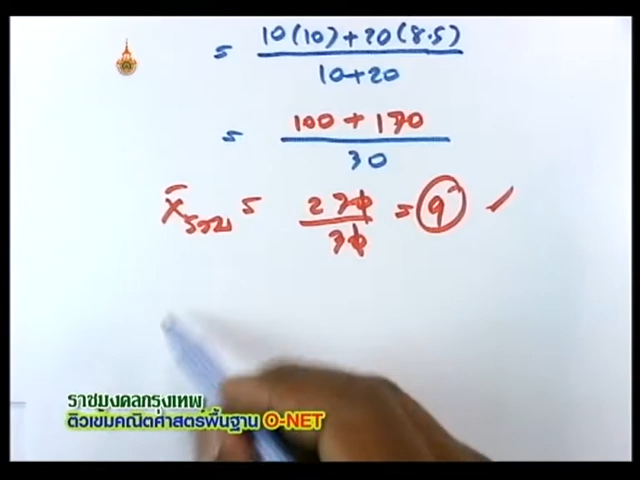 = 10(10)+20(8.5) / 10+20
= 100 + 170 / 30
x̄รวม = 270 / 30 = 9 ✓
ราชมงคลกรุงเทพ
ติวเข้มคณิตศาสตร์พื้นฐาน O-NET